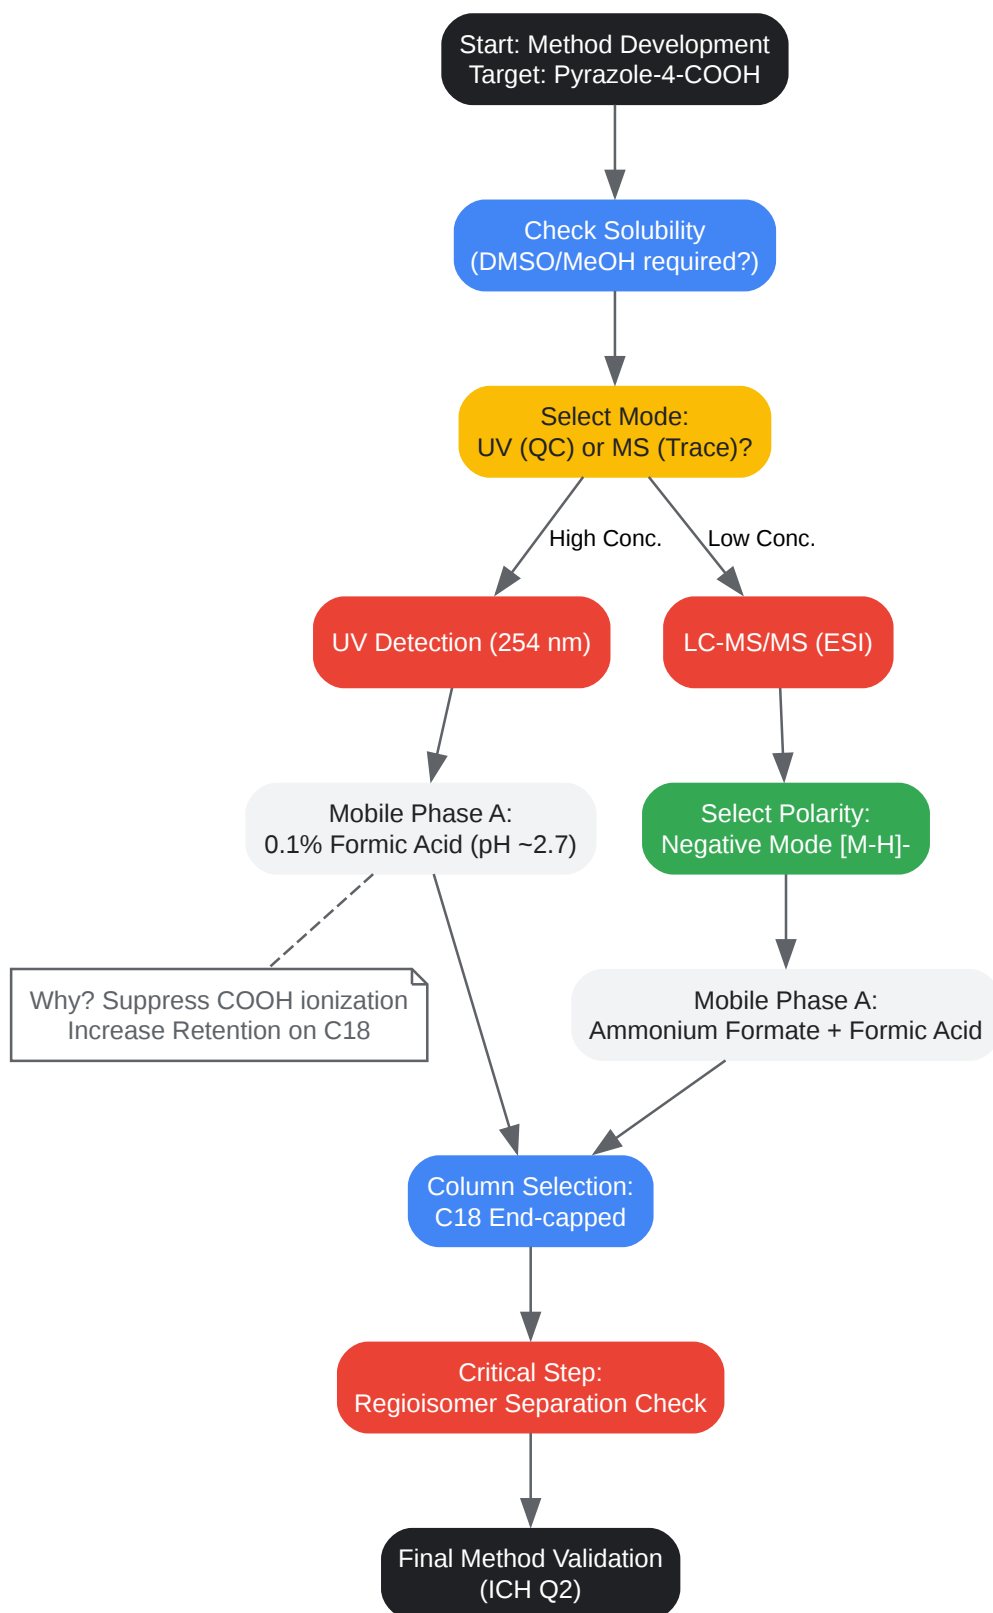 Start: Method Development
Target: Pyrazole-4-COOH
Check Solubility
(DMSO/MeOH required?)
Select Mode:
UV (QC) or MS (Trace)?
High Conc.
Low Conc.
UV Detection (254 nm)
LC-MS/MS (ESI)
Mobile Phase A:
0.1% Formic Acid (pH ~2.7)
Select Polarity:
Negative Mode [M-H]-
Why? Suppress COOH ionization
Increase Retention on C18
Mobile Phase A:
Ammonium Formate + Formic Acid
Column Selection:
C18 End-capped
Critical Step:
Regioisomer Separation Check
Final Method Validation
(ICH Q2)